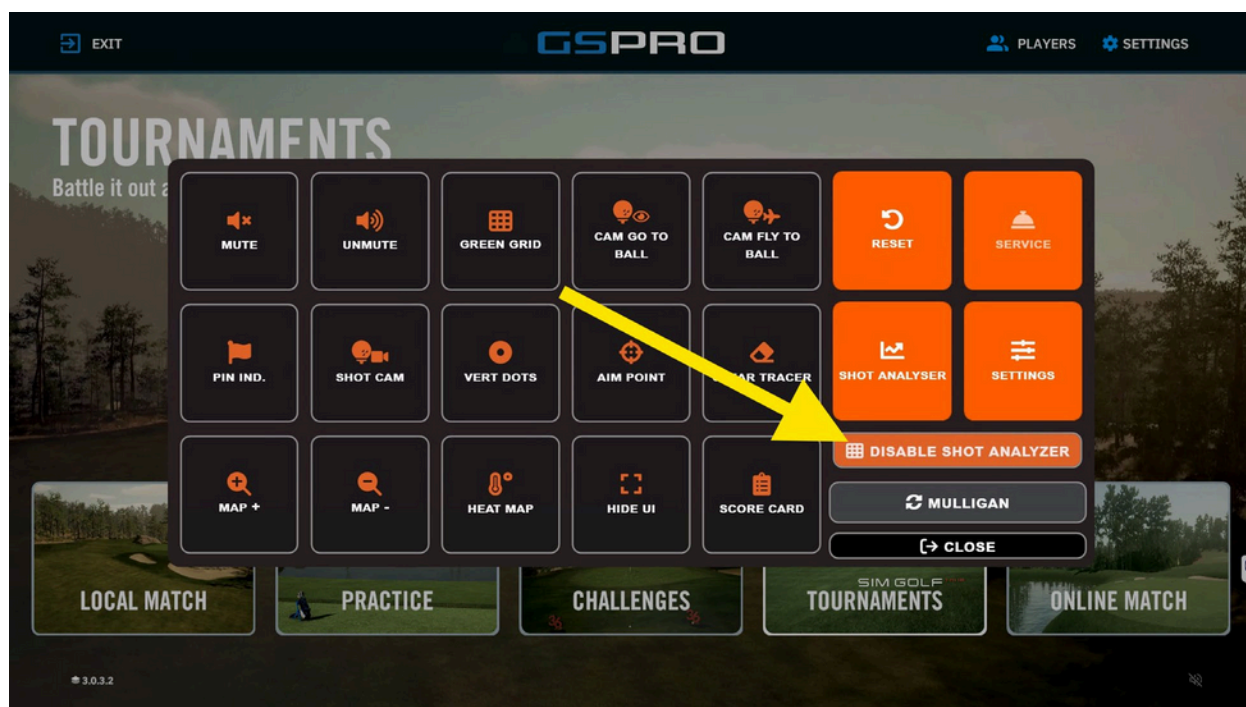 EXIT
GSPRO
PLAYERS
SETTINGS
TOURNAMENTS
Battle it out a
MUTE
UNMUTE
GREEN GRID
CAM GO TO
BALL
CAM FLY TO
BALL
RESET
SERVICE
PIN IND.
SHOT CAM
VERT DOTS
AIM POINT
AR TRACER
SHOT ANALYSER
SETTINGS
DISABLE SHOT ANALYZER
MAP +
MAP -
HEAT MAP
HIDE UI
SCORE CARD
MULLIGAN
CLOSE
LOCAL MATCH
PRACTICE
CHALLENGES
SIM GOLF
TOURNAMENTS
ONLINE MATCH
3.0.3.2